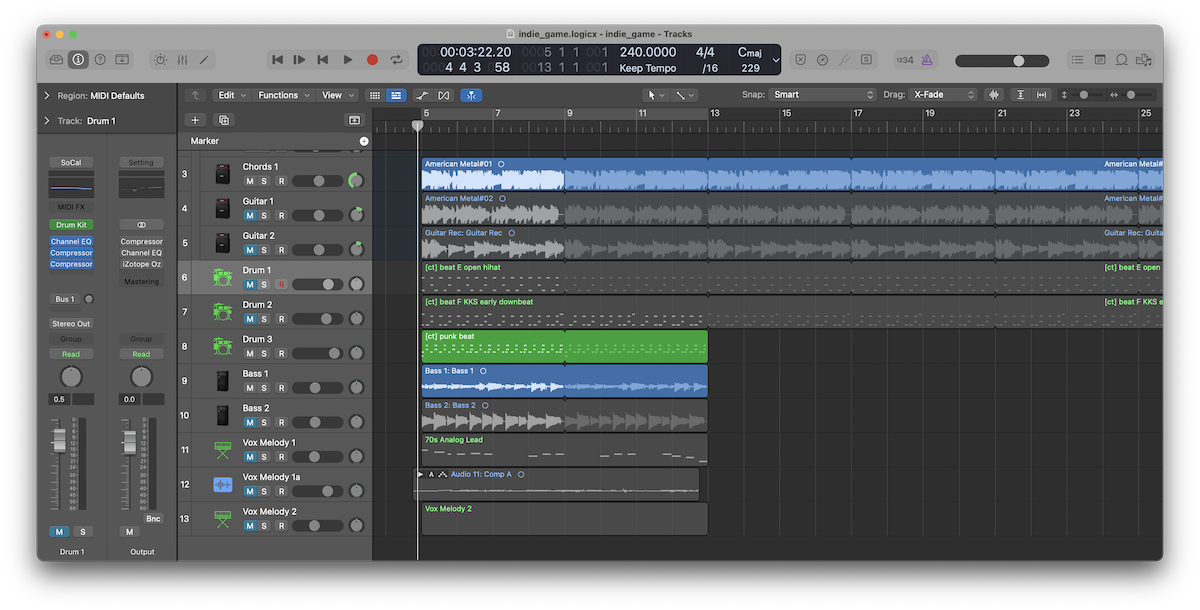 indie_game.logicx - indie_game - Tracks
00:00:03:22.20 0005 1 1 001 240.0000 4/4 Cmaj
004 4 3 058 0013 1 1 001 Keep Tempo /16 229
S 1234
Region: MIDI Defaults Edit Functions View Snap: Smart Drag: X-Fade
Track: Drum 1
5 7 9 11 13 15 17 19 21 23 25
Marker
SoCal Setting
MIDI FX
Drum Kit
Channel EQ Compressor
Compressor Channel EQ
Compressor iZotope Oz
Mastering
Bus 1
Stereo Out
Group Group
Read Read
0.5 0.0
Bnc
M S M
Drum 1 Output
3 Chords 1 M S R American Metal#01 American Metal#
4 Guitar 1 M S R American Metal#02 American Metal#
5 Guitar 2 M S R Guitar Rec: Guitar Rec Guitar Rec: Guita
6 Drum 1 M S R [ct] beat E open hihat [ct] beat E open
7 Drum 2 M S R [ct] beat F KKS early downbeat [ct] beat F KKS e
8 Drum 3 M S R [ct] punk beat
9 Bass 1 M S R Bass 1: Bass 1
10 Bass 2 M S R Bass 2: Bass 2
11 Vox Melody 1 M S R 70s Analog Lead
12 Vox Melody 1a M S R A Audio 11: Comp A
13 Vox Melody 2 M S R Vox Melody 2